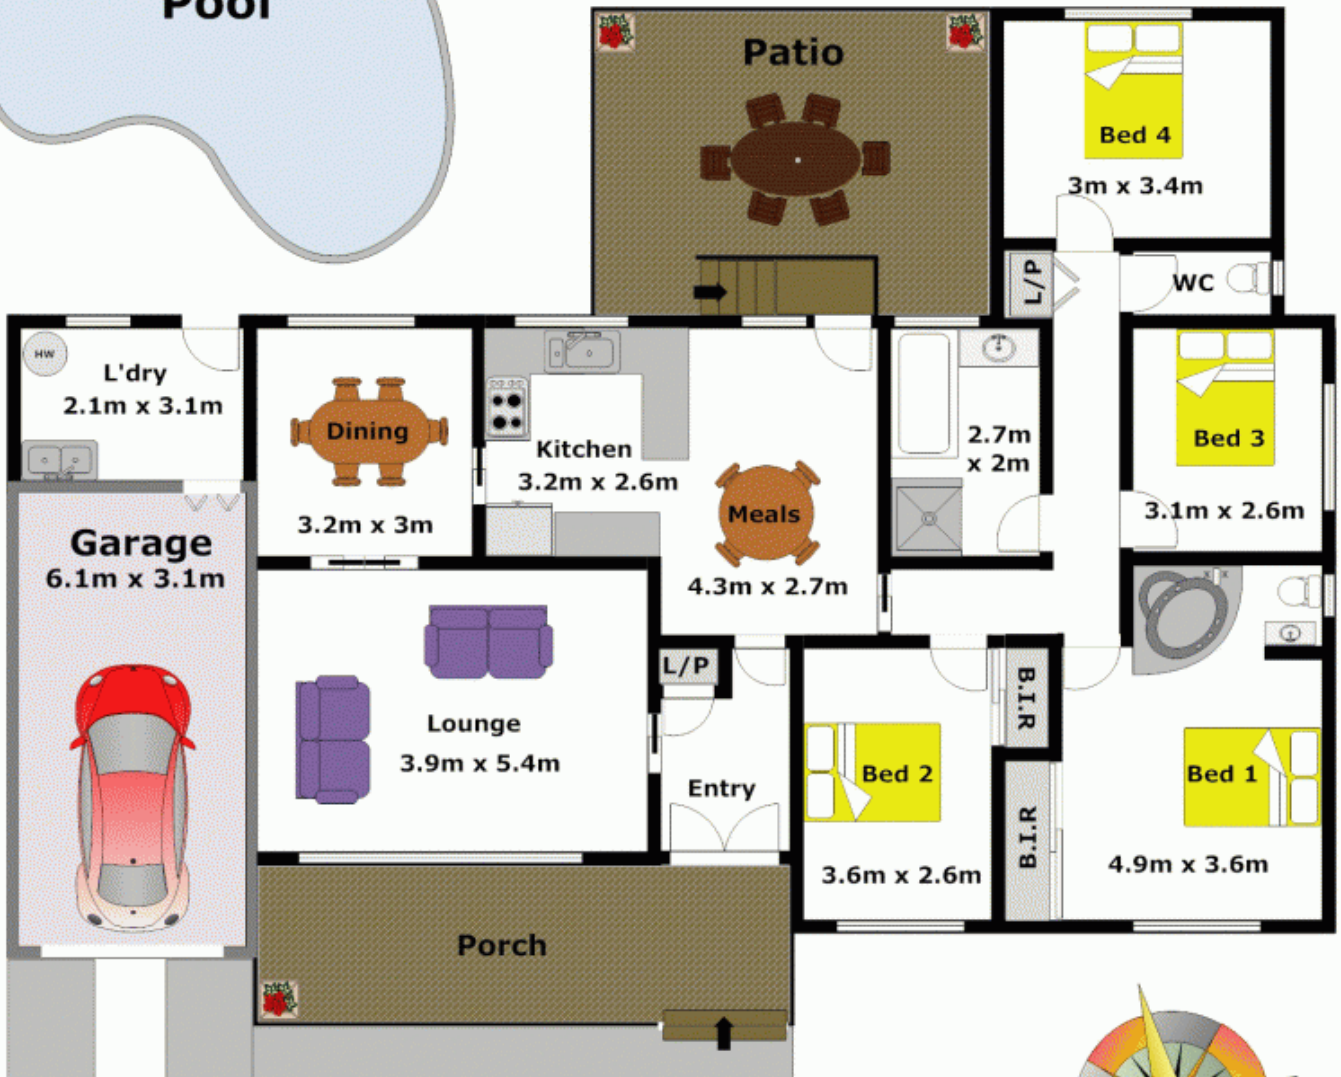 Pool
Patio
Bed 4
3m x 3.4m
L/P
WC
HW
L'dry
2.1m x 3.1m
Dining
3.2m x 3m
Kitchen
3.2m x 2.6m
Meals
4.3m x 2.7m
2.7m
x 2m
Bed 3
3.1m x 2.6m
Garage
6.1m x 3.1m
Lounge
3.9m x 5.4m
L/P
Entry
B.I.R
Bed 2
3.6m x 2.6m
B.I.R
Bed 1
4.9m x 3.6m
Porch